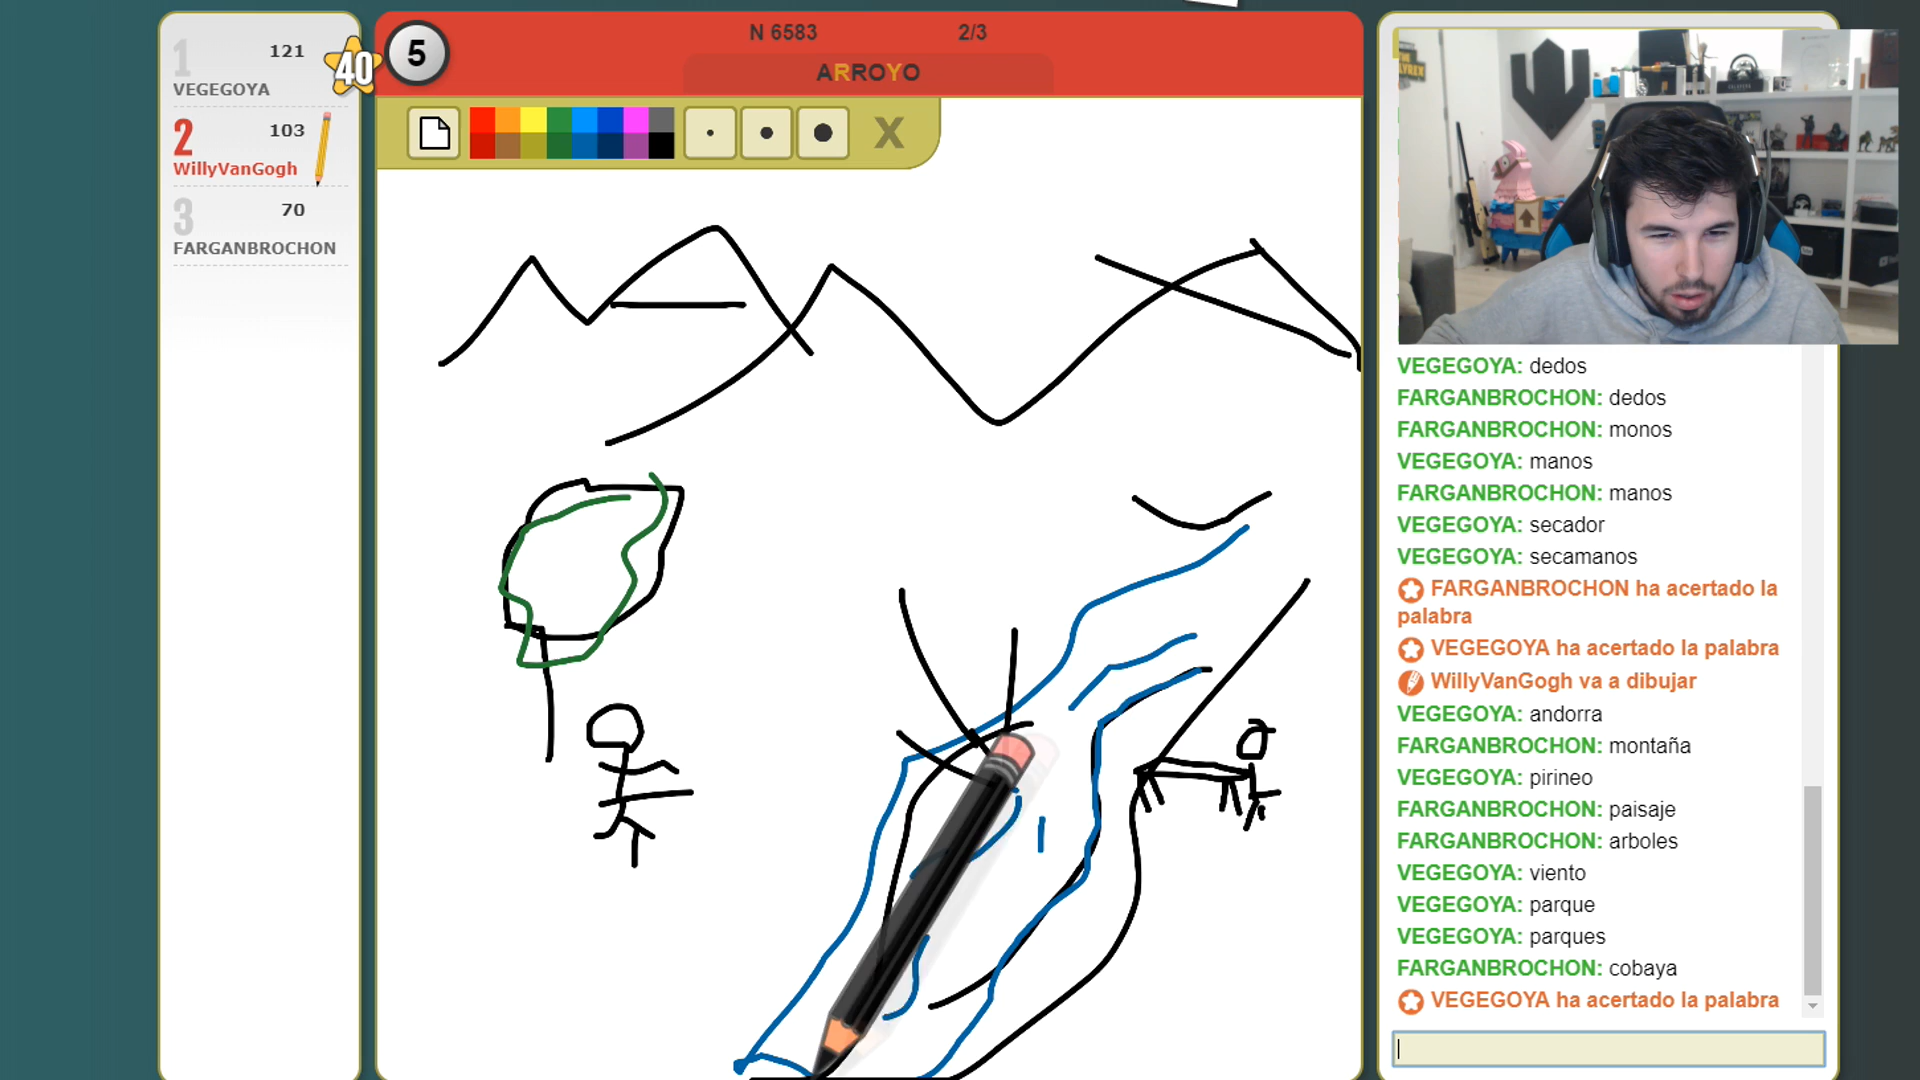 1 121
VEGEGOYA
40
2 103
WillyVanGogh
3 70
FARGANBROCHON
5
N 6583 2/3
ARROYO
X
VEGEGOYA: dedos
FARGANBROCHON: dedos
FARGANBROCHON: monos
VEGEGOYA: manos
FARGANBROCHON: manos
VEGEGOYA: secador
VEGEGOYA: secamanos
FARGANBROCHON ha acertado la
palabra
VEGEGOYA ha acertado la palabra
WillyVanGogh va a dibujar
VEGEGOYA: andorra
FARGANBROCHON: montaña
VEGEGOYA: pirineo
FARGANBROCHON: paisaje
FARGANBROCHON: arboles
VEGEGOYA: viento
VEGEGOYA: parque
VEGEGOYA: parques
FARGANBROCHON: cobaya
VEGEGOYA ha acertado la palabra